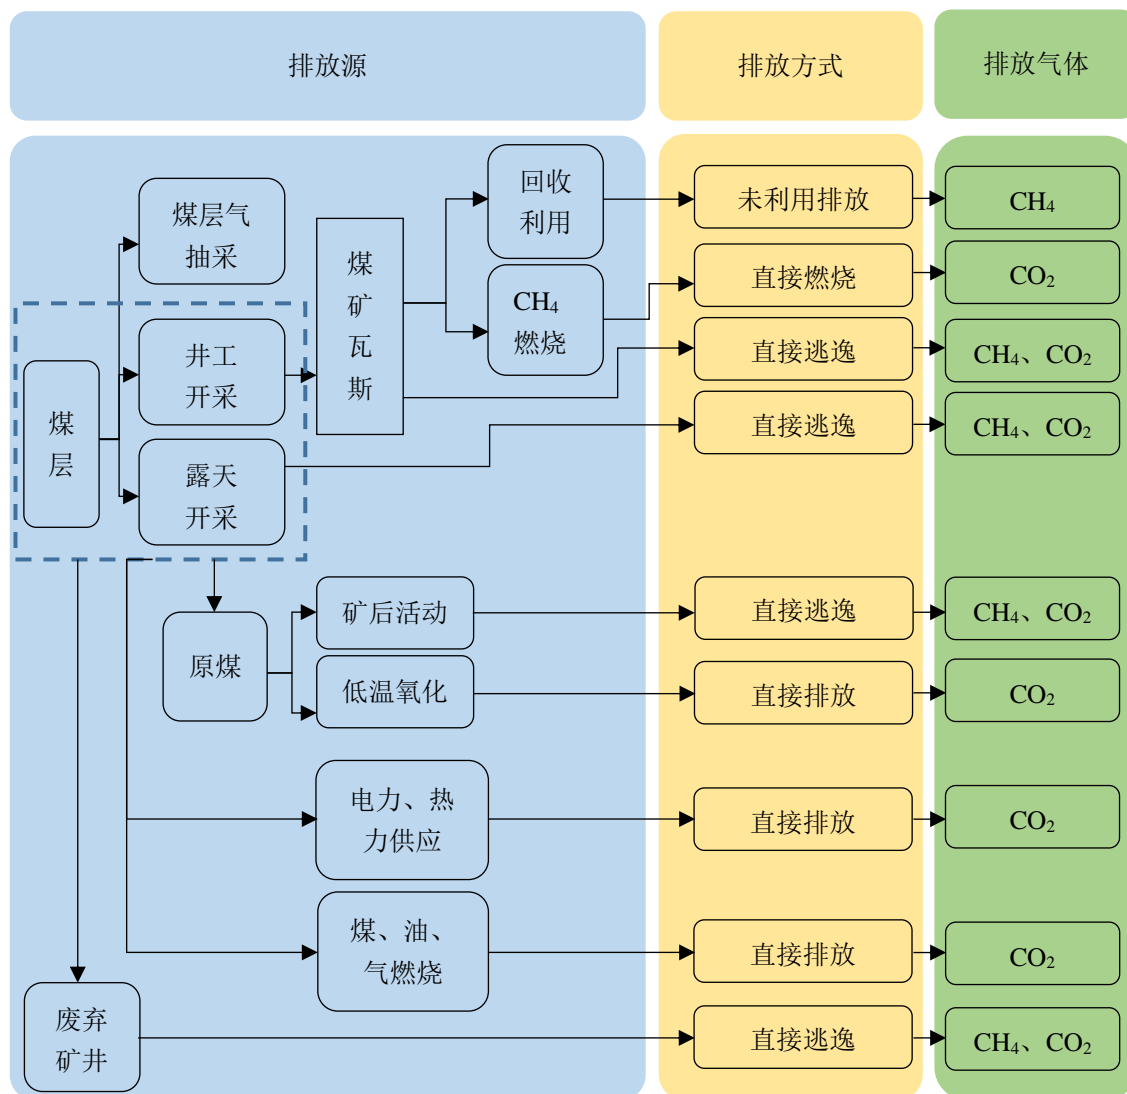 排放源
排放方式
排放气体
煤层气
抽采
煤
层
井工
开采
露天
开采
煤
矿
瓦
斯
回收
利用
CH₄
燃烧
未利用排放
CH₄
直接燃烧
CO₂
直接逃逸
CH₄、CO₂
直接逃逸
CH₄、CO₂
原煤
矿后活动
直接逃逸
CH₄、CO₂
低温氧化
直接排放
CO₂
电力、热
力供应
直接排放
CO₂
煤、油、
气燃烧
直接排放
CO₂
废弃
矿井
直接逃逸
CH₄、CO₂